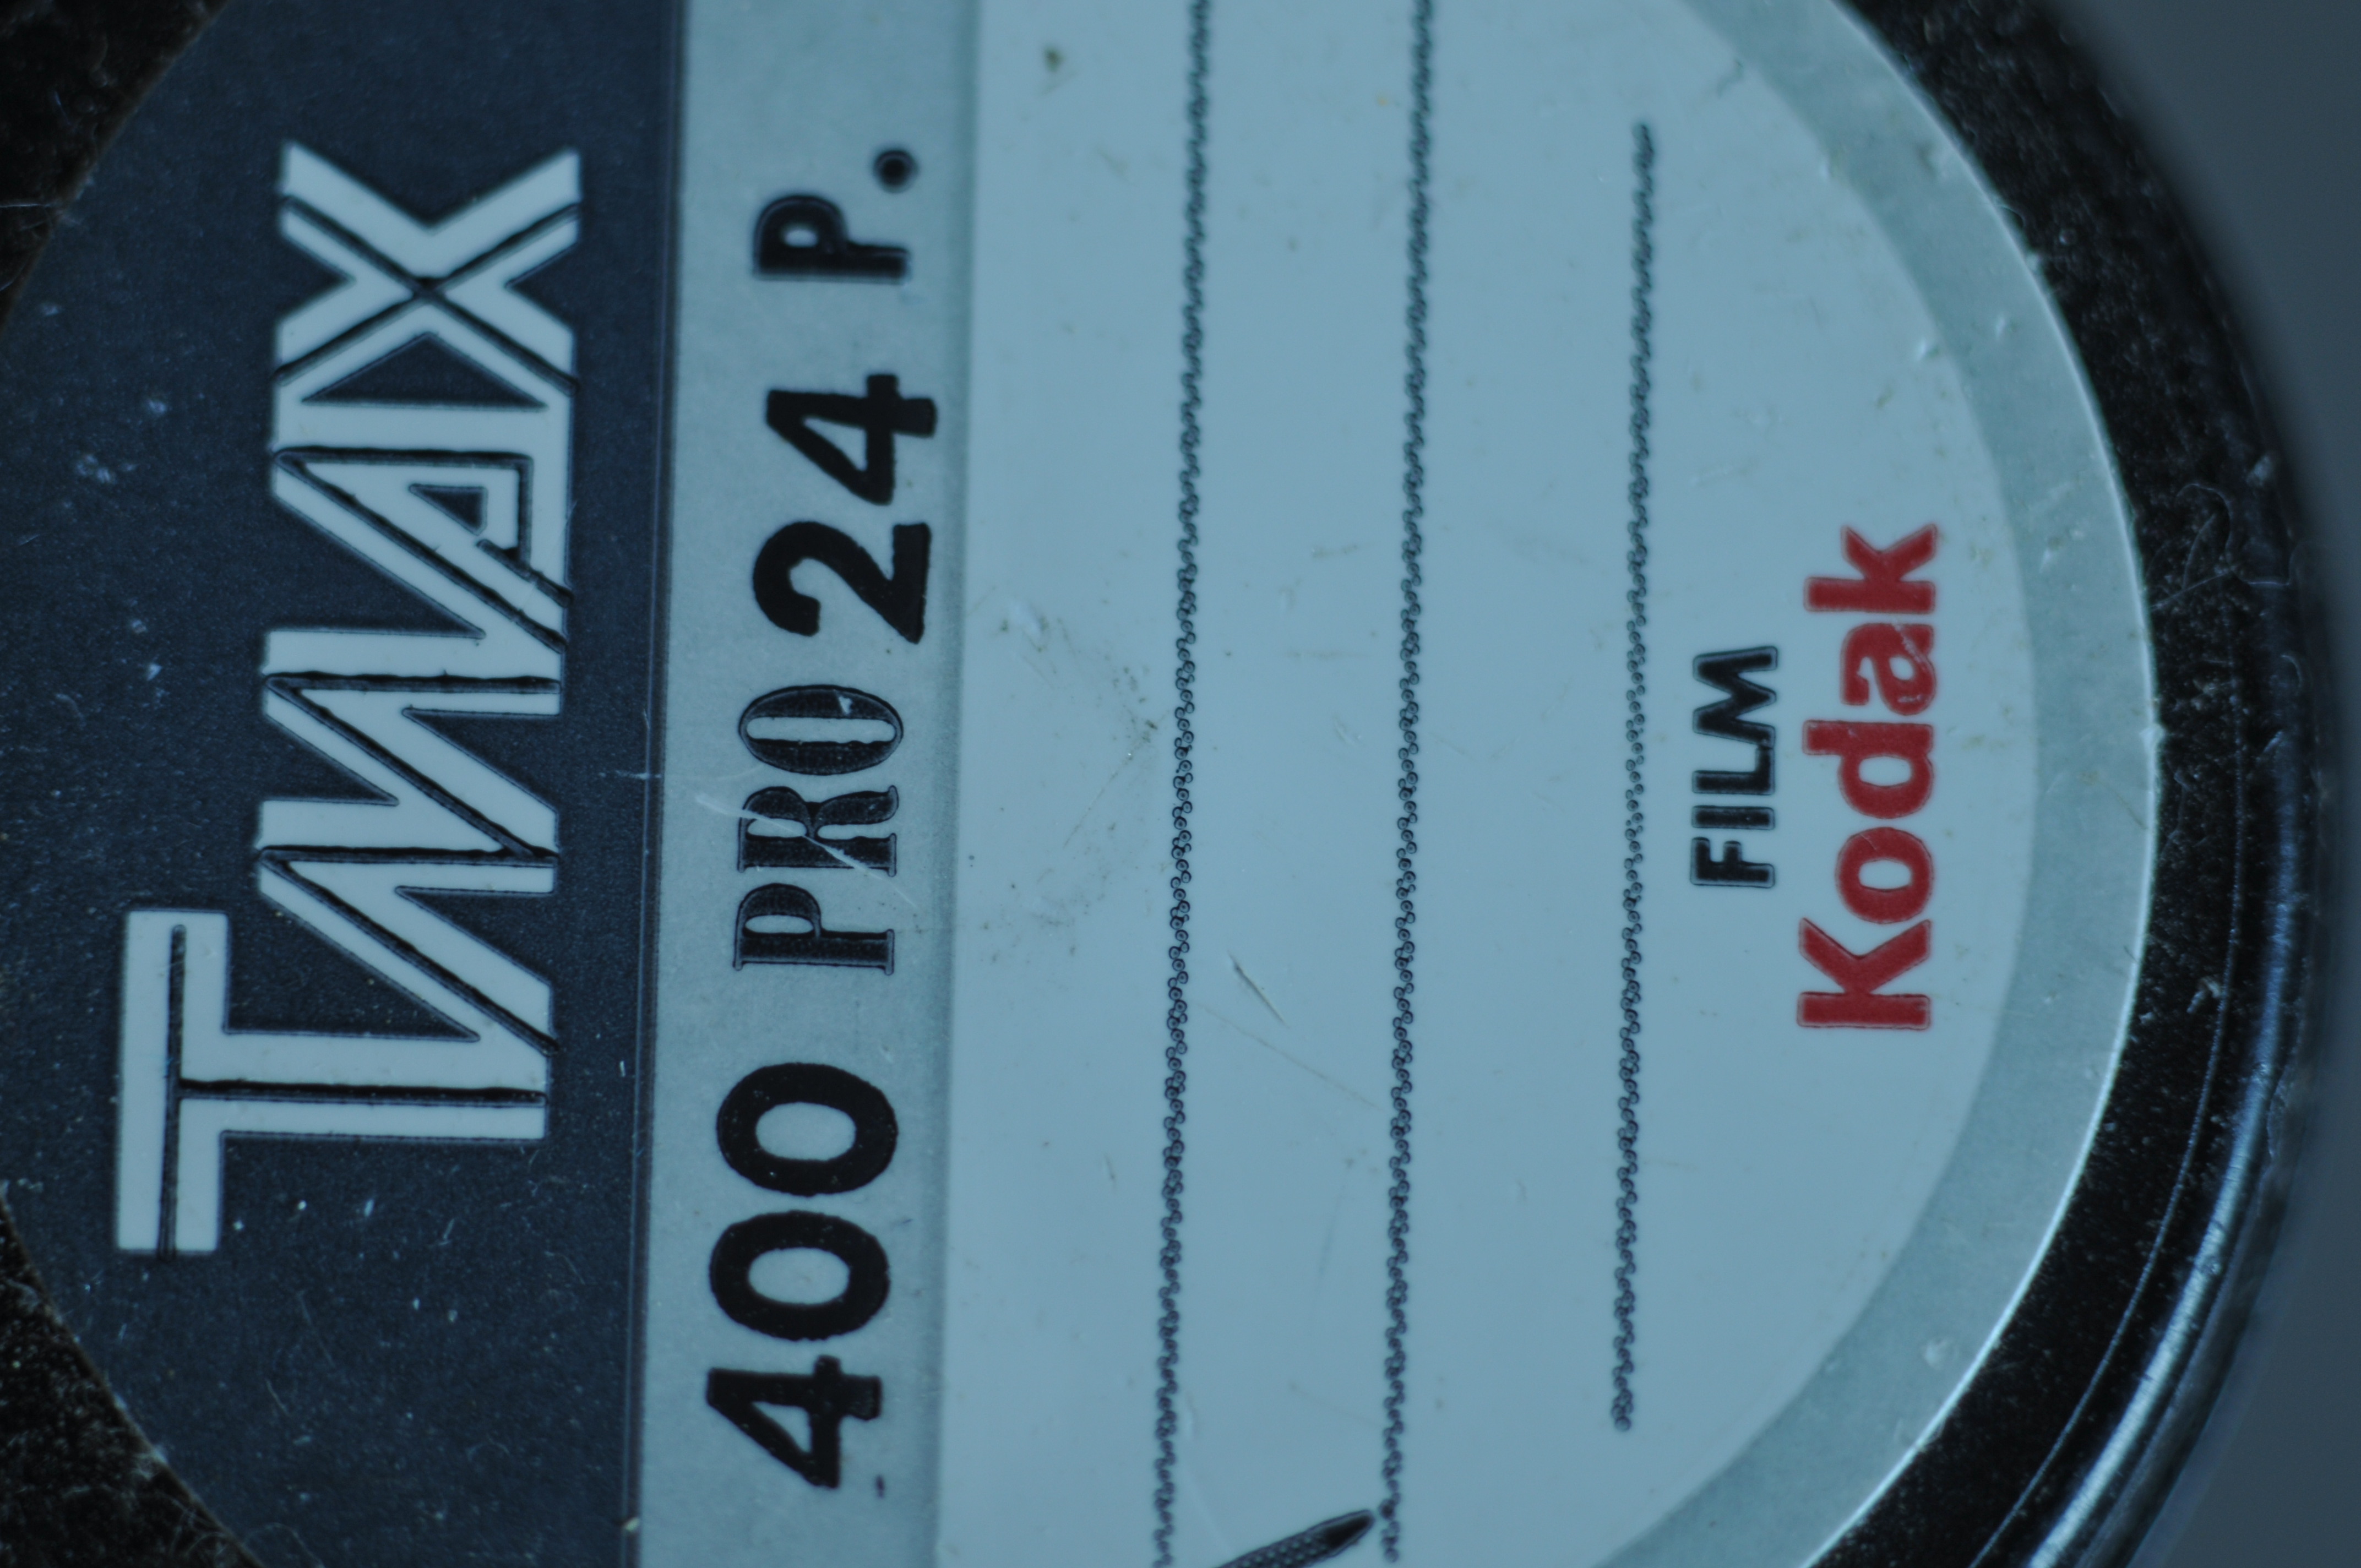 TMAX
400 PRO 24 P.
FILM
Kodak